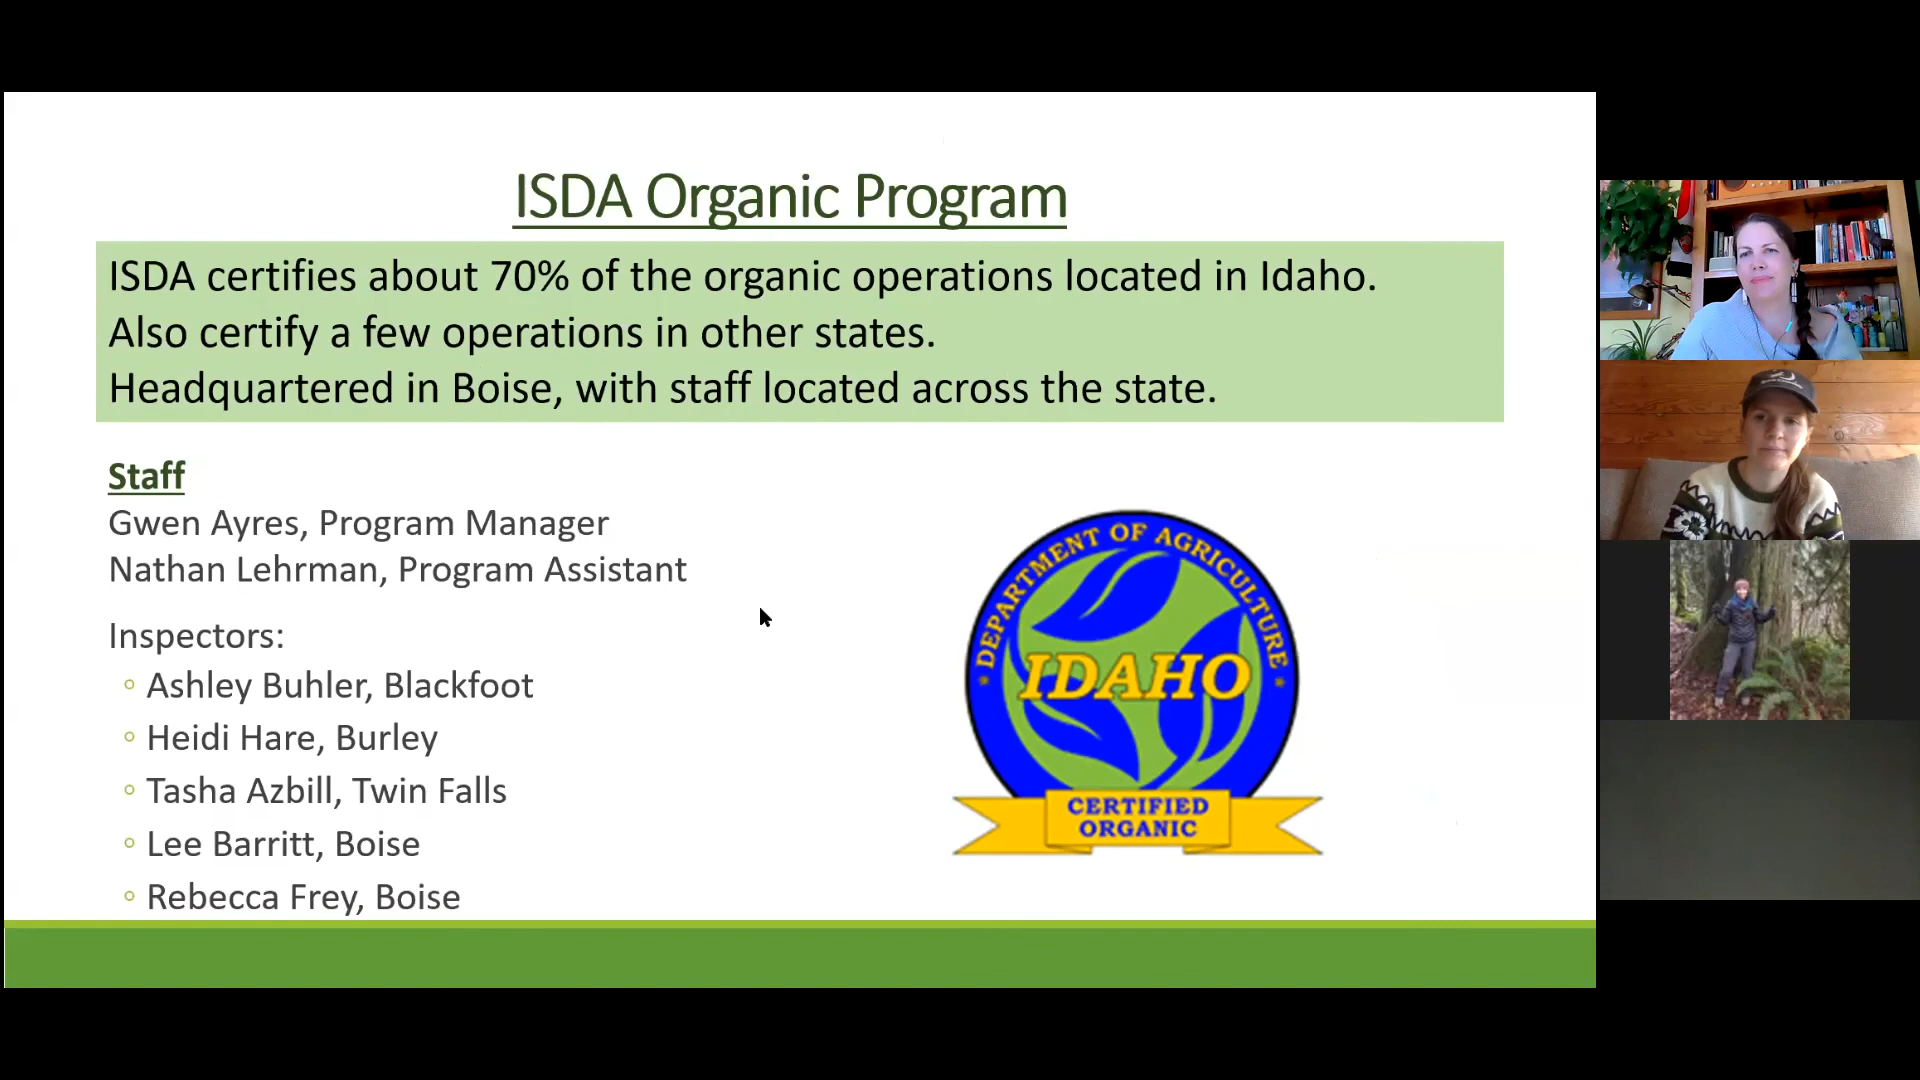 ISDA Organic Program
ISDA certifies about 70% of the organic operations located in Idaho.
Also certify a few operations in other states.
Headquartered in Boise, with staff located across the state.
Staff
Gwen Ayres, Program Manager
Nathan Lehrman, Program Assistant
Inspectors:
Ashley Buhler, Blackfoot
Heidi Hare, Burley
Tasha Azbill, Twin Falls
Lee Barritt, Boise
Rebecca Frey, Boise
DEPARTMENT OF AGRICULTURE
IDAHO
CERTIFIED
ORGANIC